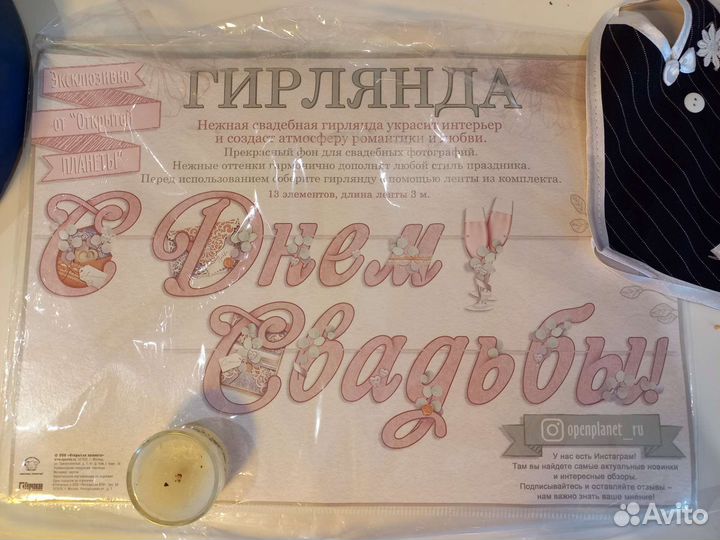 Эксклюзивно
от "Открытой
планеты"
ГИРЛЯНДА
Нежная свадебная гирлянда украсит интерьер
и создаст атмосферу романтики и любви.
Прекрасный фон для свадебных фотографий.
Нежные оттенки гармонично дополнят любой стиль праздника.
Перед использованием соберите гирлянду с помощью ленты из комплекта.
13 элементов, длина ленты 3 м.
С Днем
Свадьбы!
openplanet_ru
У нас есть Инстаграм!
Там вы найдете самые актуальные новинки
и интересные обзоры.
Подписывайтесь и оставляйте отзывы –
нам важно знать ваше мнение!
© ООО «Открытая планета»
Avito